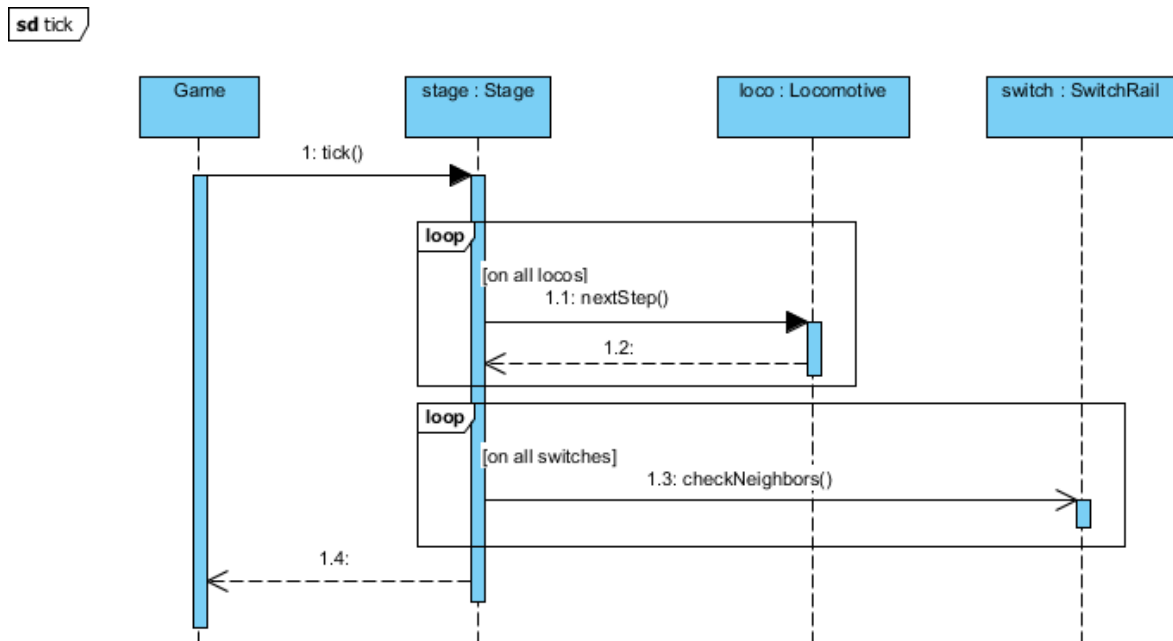 sd tick
Game
stage : Stage
loco : Locomotive
switch : SwitchRail
1: tick()
loop
[on all locos]
1.1: nextStep()
1.2:
loop
[on all switches]
1.3: checkNeighbors()
1.4: